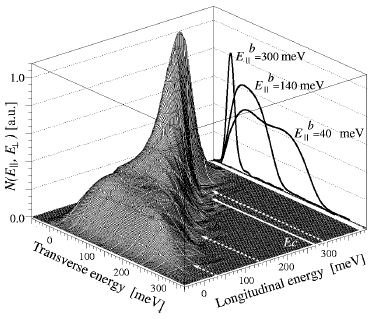 E∥ᵇ=300 meV
E∥ᵇ=140 meV
E∥ᵇ=40 meV
1.0
0.0
N(E∥, E⊥) [a.u.]
Ec
0
100
200
300
Transverse energy [meV]
0
100
200
300
Longitudinal energy [meV]